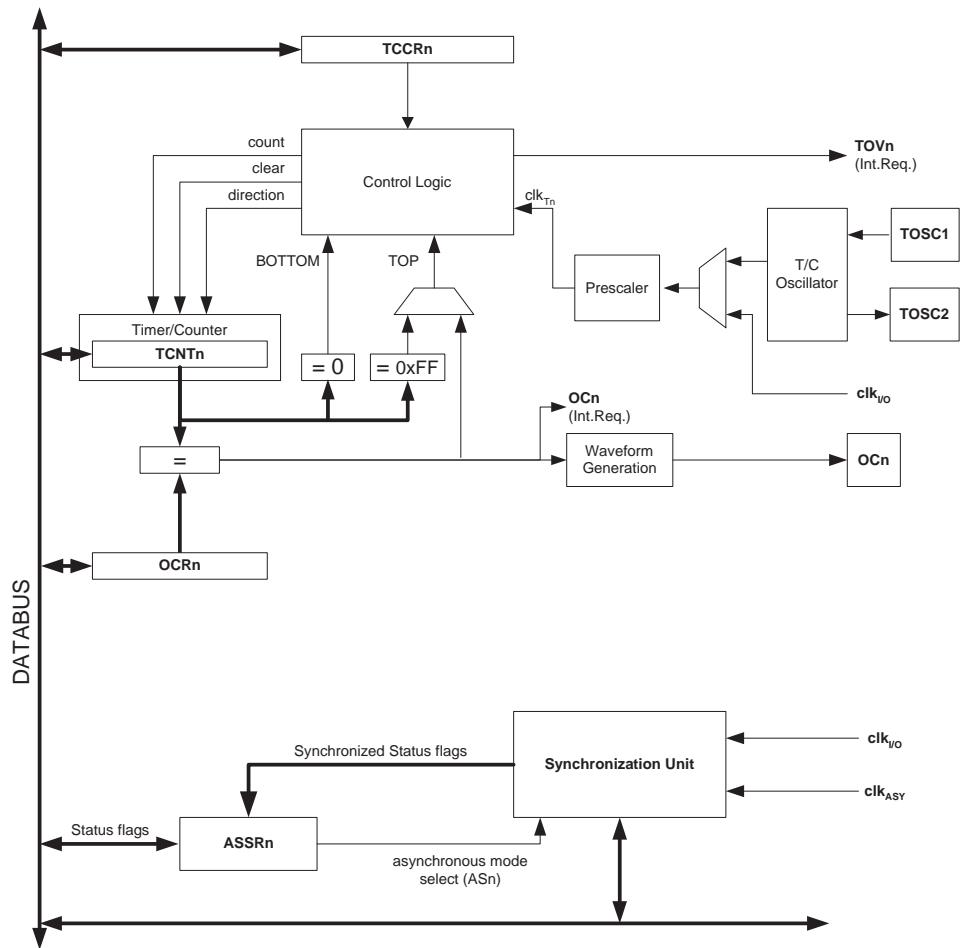 TCCRn
count
clear
direction
Control Logic
TOVn
(Int.Req.)
clkTn
BOTTOM
TOP
Prescaler
T/C
Oscillator
TOSC1
TOSC2
Timer/Counter
TCNTn
= 0
= 0xFF
clkI/O
OCn
(Int.Req.)
=
Waveform
Generation
OCn
OCRn
DATABUS
Synchronized Status flags
Synchronization Unit
clkI/O
clkASY
Status flags
ASSRn
asynchronous mode
select (ASn)